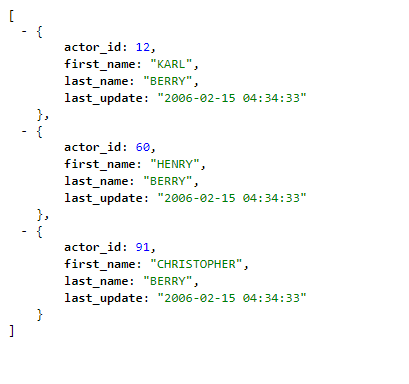 [
- {
actor_id: 12,
first_name: "KARL",
last_name: "BERRY",
last_update: "2006-02-15 04:34:33"
},
- {
actor_id: 60,
first_name: "HENRY",
last_name: "BERRY",
last_update: "2006-02-15 04:34:33"
},
- {
actor_id: 91,
first_name: "CHRISTOPHER",
last_name: "BERRY",
last_update: "2006-02-15 04:34:33"
}
]